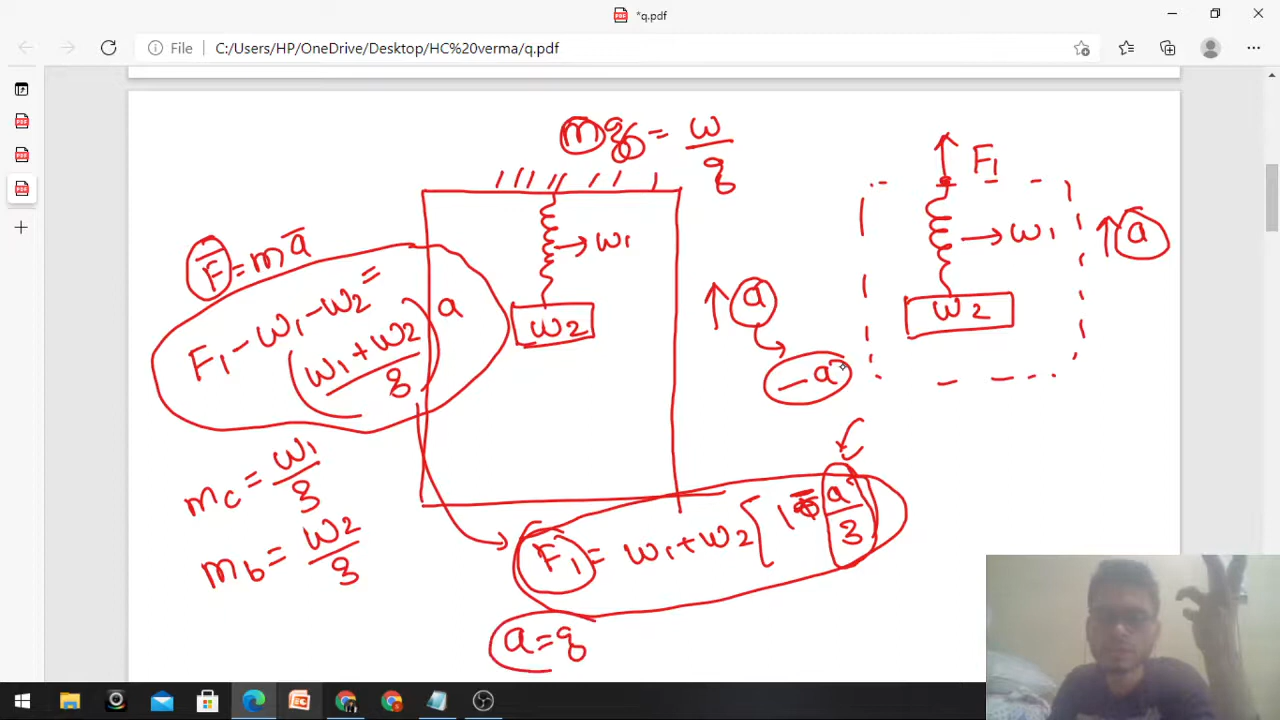 *q.pdf
File C:/Users/HP/OneDrive/Desktop/HC%20verma/q.pdf
m = w/g
F̅ = ma̅
F1 - w1 - w2 =
(w1 + w2 / g) a
w1
w2
a
-a
F1
w1
w2
a
mc = w1/g
mb = w2/g
F1 = w1 + w2 [1 a/g
a = g